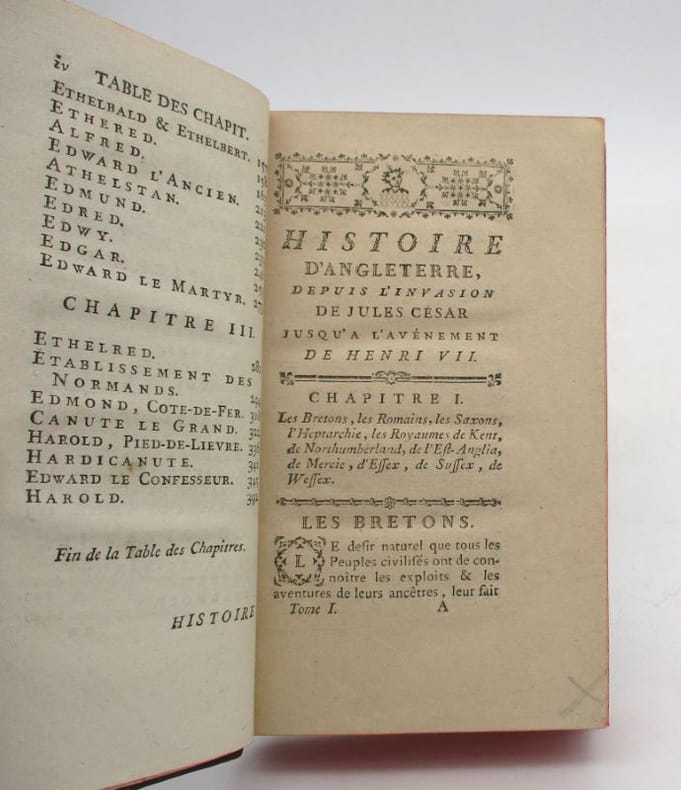 iv TABLE DES CHAPIT.
ETHELBALD & ETHELBERT.
ETHERED.
ALFRED.
EDWARD L'ANCIEN.
ATHELSTAN.
EDMUND.
EDRED.
EDWY.
EDGAR.
EDWARD LE MARTYR.
CHAPITRE III.
ETHELRED.
ÉTABLISSEMENT DES
NORMANDS.
EDMOND, COTE-DE-FER.
CANUTE LE GRAND. 322
HAROLD, PIED-DE-LIEVRE. 336
HARDICANUTE. 341
EDWARD LE CONFESSEUR. 345
HAROLD. 392
Fin de la Table des Chapitres.
HISTOIRE
HISTOIRE
D'ANGLETERRE,
DEPUIS L'INVASION
DE JULES CÉSAR
JUSQU'A L'AVÉNEMENT
DE HENRI VII.
CHAPITRE I.
Les Bretons, les Romains, les Saxons,
l'Heptarchie, les Royaumes de Kent,
de Northumberland, de l'Est-Anglia,
de Mercie, d'Eſſex, de Suſſex, de
Weſſex.
LES BRETONS.
LE deſir naturel que tous les
Peuples civiliſés ont de con-
noître les exploits & les
aventures de leurs ancêtres, leur fait
Tome I. A